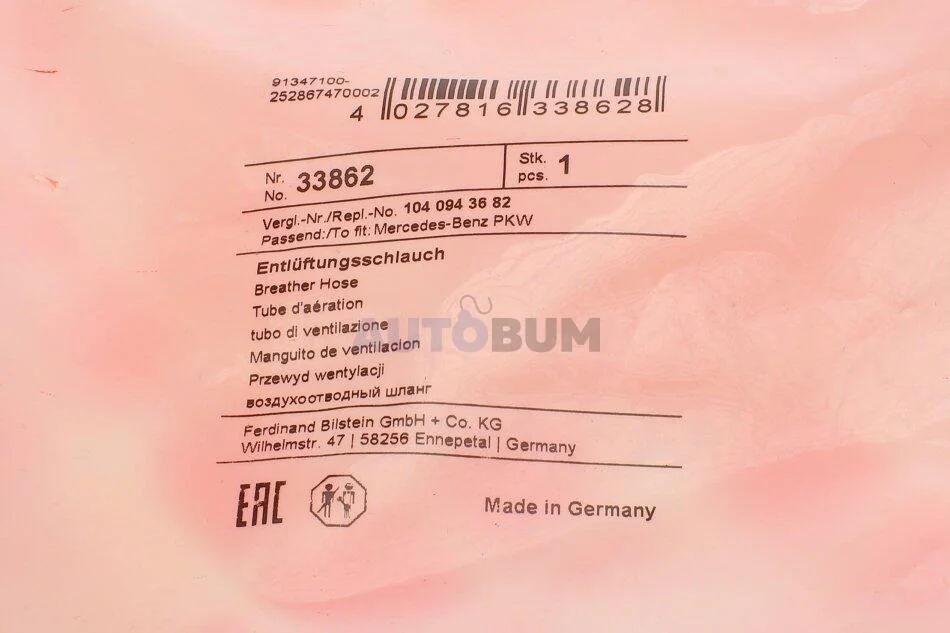 91347100-
252867470002
4 027816 338628
Nr.
No. 33862
Stk.
pcs. 1
Vergl.-Nr./Repl.-No. 104 094 36 82
Passend:/To fit: Mercedes-Benz PKW
Entlüftungsschlauch
Breather Hose
Tube d'aération
tubo di ventilazione
AUTOBUM
Manguito de ventilacion
Przewyd wentylacji
воздухоотводный шланг
Ferdinand Bilstein GmbH + Co. KG
Wilhelmstr. 47 | 58256 Ennepetal | Germany
EAC
Made in Germany